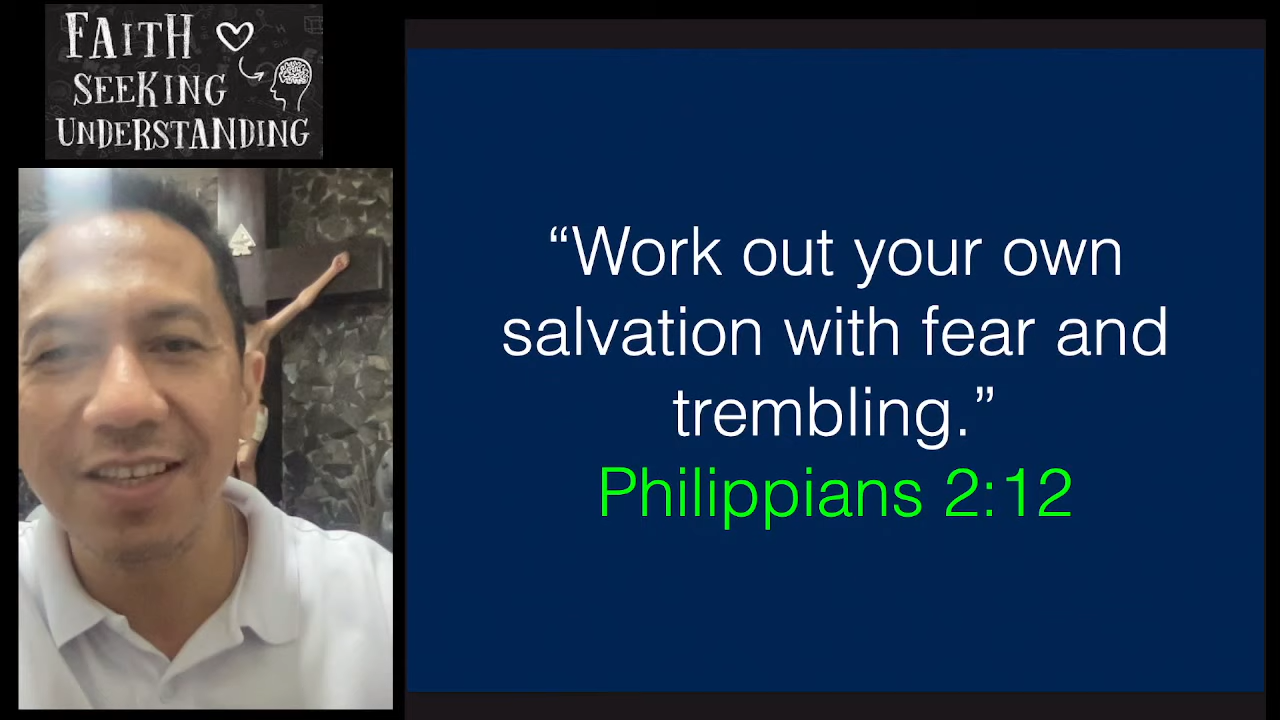 FAITH
SEEKING
UNDERSTANDING
“Work out your own
salvation with fear and
trembling.”
Philippians 2:12